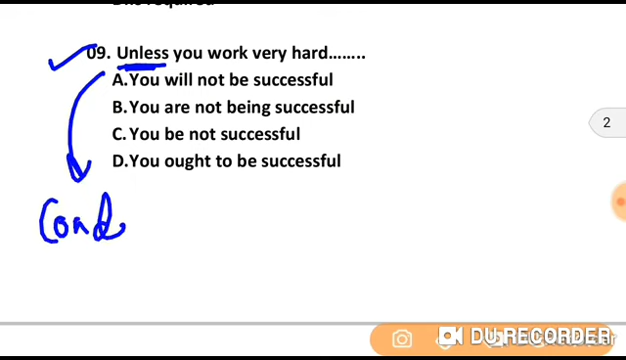 09. Unless you work very hard........
A.You will not be successful
B.You are not being successful
C.You be not successful
D.You ought to be successful
Cond
2
DU RECORDER